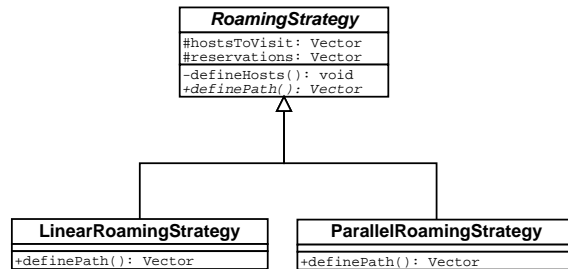 RoamingStrategy
#hostsToVisit: Vector
#reservations: Vector
-defineHosts(): void
+definePath(): Vector
LinearRoamingStrategy
+definePath(): Vector
ParallelRoamingStrategy
+definePath(): Vector